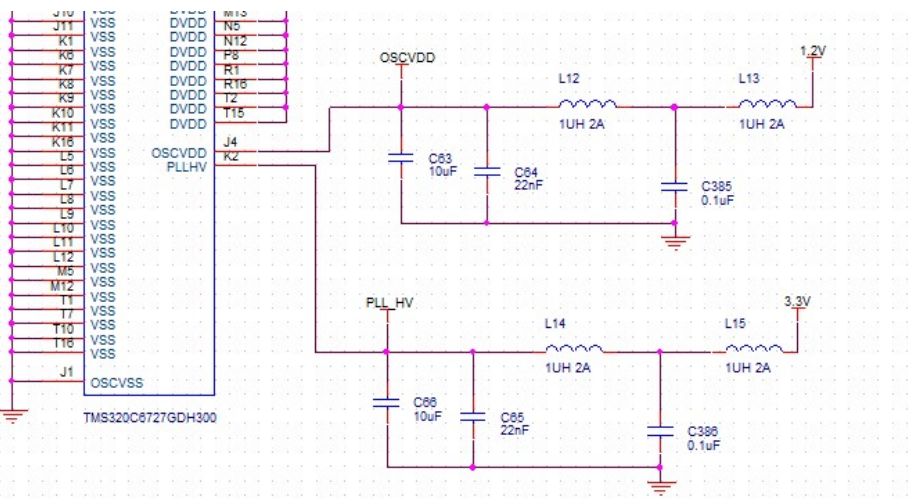 J11 VSS DVDD N5
K1 VSS DVDD N12
K6 VSS DVDD P8
K7 VSS DVDD R1
K8 VSS DVDD R16
K9 VSS DVDD T2
K10 VSS DVDD T15
K11 VSS DVDD
K16 VSS
L5 VSS OSCVDD J4
L6 VSS PLLHV K2
L7 VSS
L8 VSS
L9 VSS
L10 VSS
L11 VSS
L12 VSS
M5 VSS
M12 VSS
T1 VSS
T7 VSS
T10 VSS
T16 VSS
VSS
J1 OSCVSS
TMS320C6727GDH300
OSCVDD
1.2V
L12
1UH 2A
L13
1UH 2A
C63
10uF
C64
22nF
C385
0.1uF
PLL_HV
3.3V
L14
1UH 2A
L15
1UH 2A
C66
10uF
C65
22nF
C386
0.1uF